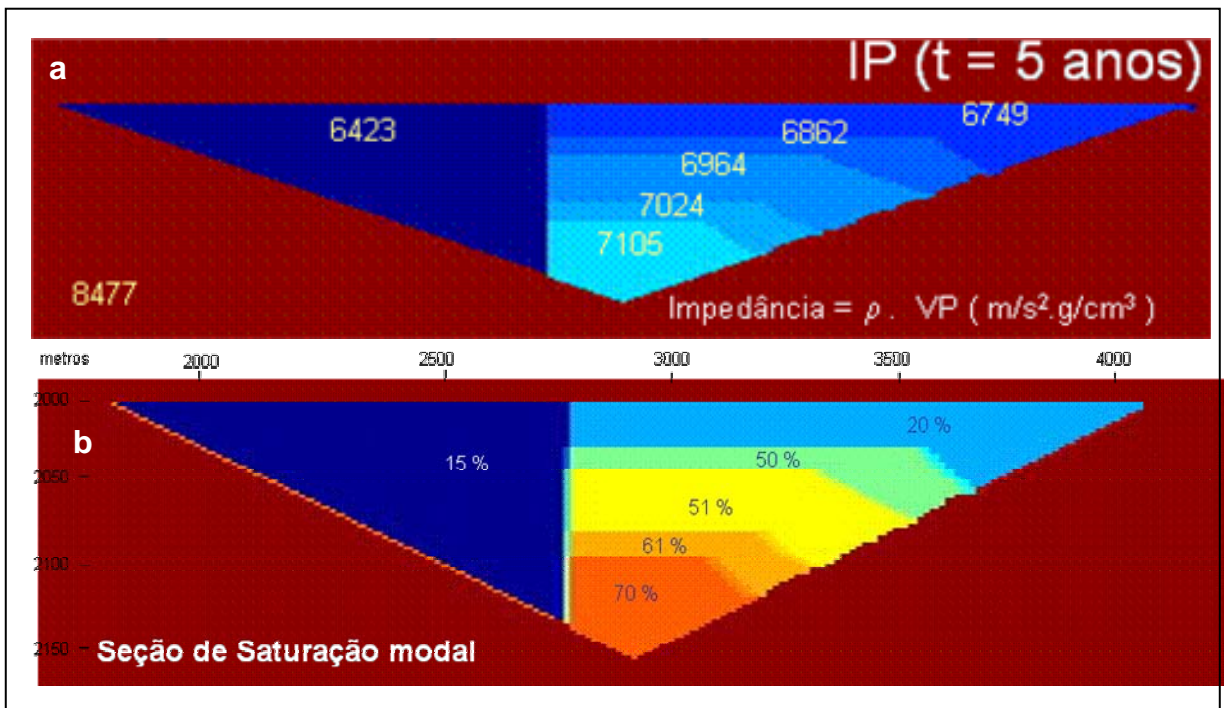 a
IP (t = 5 anos)
6423
6862
6749
6964
7024
7105
8477
Impedância = ρ . VP ( m/s².g/cm³ )
metros 2000 2500 3000 3500 4000
2000
b
20 %
15 %
50 %
2050
51 %
61 %
2100
70 %
2150
Seção de Saturação modal